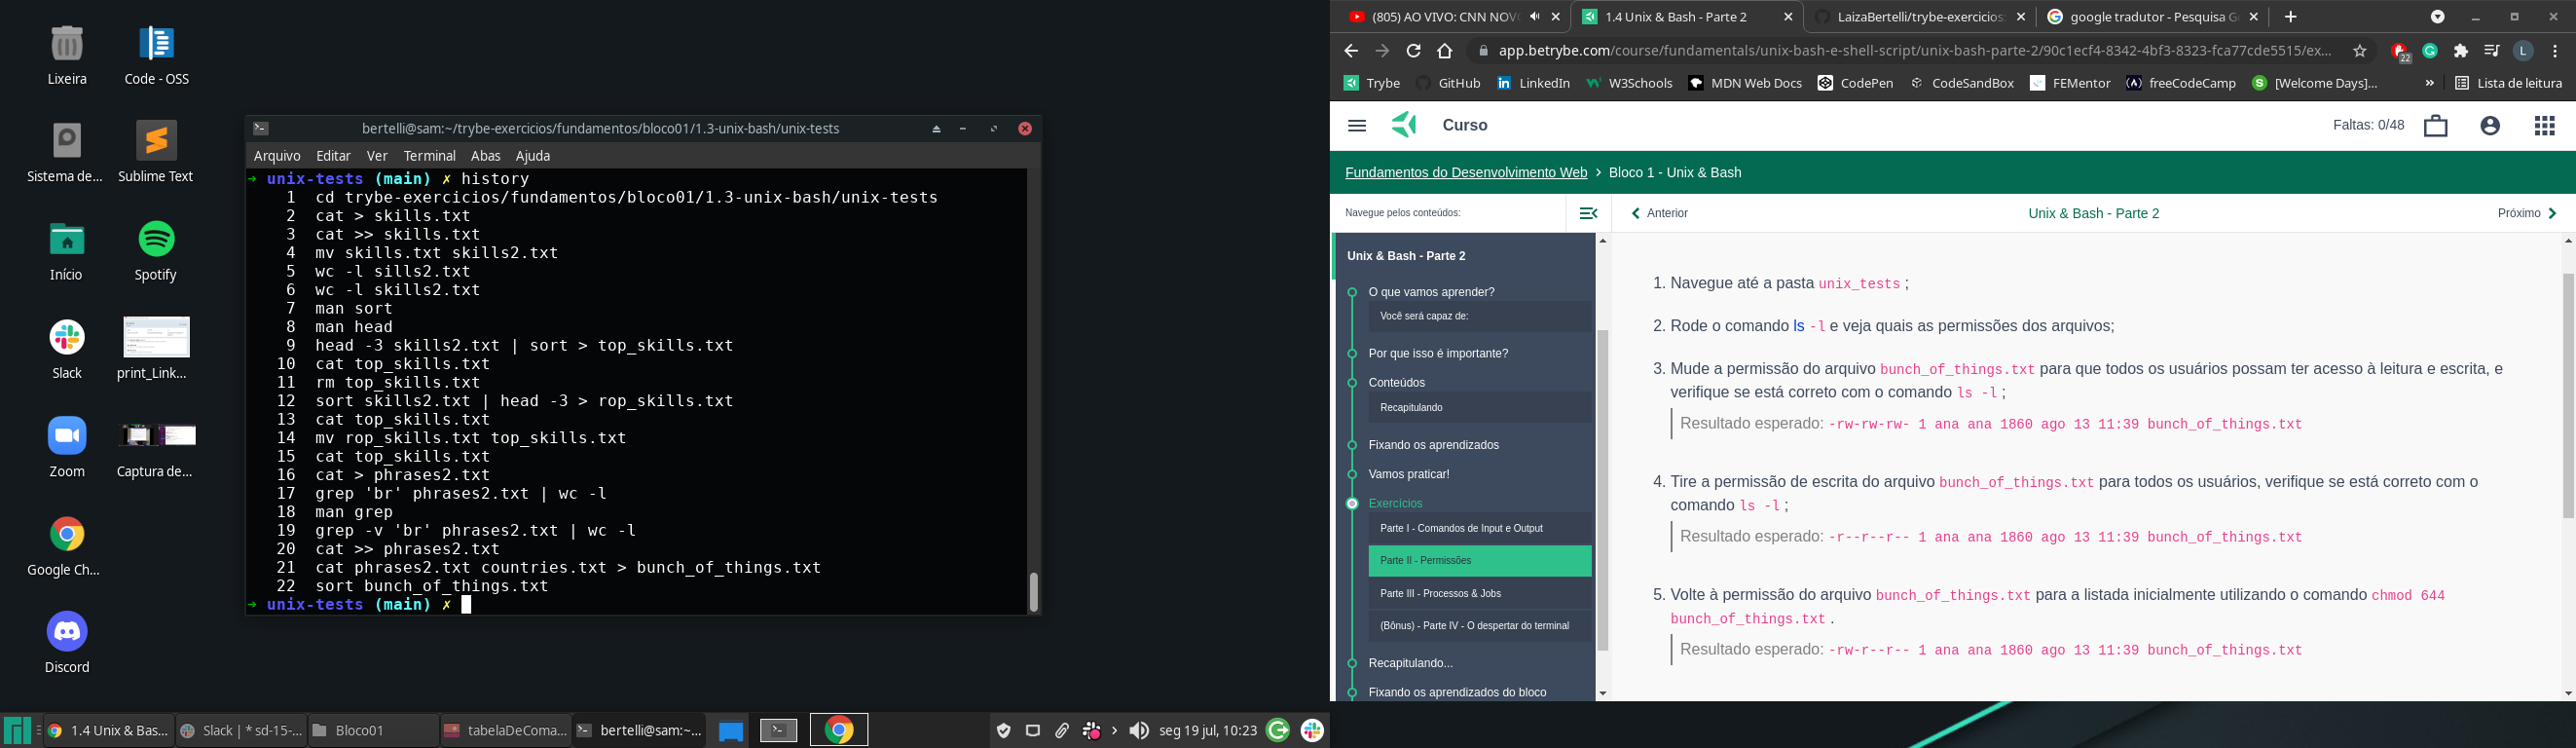 Lixeira
Code - OSS
Sistema de...
Sublime Text
Início
Spotify
Slack
print_Link...
Zoom
Captura de...
Google Ch...
Discord
bertelli@sam:~/trybe-exercicios/fundamentos/bloco01/1.3-unix-bash/unix-tests
Arquivo Editar Ver Terminal Abas Ajuda
➜ unix-tests (main) ✗ history
1 cd trybe-exercicios/fundamentos/bloco01/1.3-unix-bash/unix-tests
2 cat > skills.txt
3 cat >> skills.txt
4 mv skills.txt skills2.txt
5 wc -l sills2.txt
6 wc -l skills2.txt
7 man sort
8 man head
9 head -3 skills2.txt | sort > top_skills.txt
10 cat top_skills.txt
11 rm top_skills.txt
12 sort skills2.txt | head -3 > rop_skills.txt
13 cat top_skills.txt
14 mv rop_skills.txt top_skills.txt
15 cat top_skills.txt
16 cat > phrases2.txt
17 grep 'br' phrases2.txt | wc -l
18 man grep
19 grep -v 'br' phrases2.txt | wc -l
20 cat >> phrases2.txt
21 cat phrases2.txt countries.txt > bunch_of_things.txt
22 sort bunch_of_things.txt
➜ unix-tests (main) ✗
1.4 Unix & Bas... Slack | * sd-15-... Bloco01 tabelaDeComa... bertelli@sam:~... seg 19 jul, 10:23
(805) AO VIVO: CNN NOVO 1.4 Unix & Bash - Parte 2 LaizaBertelli/trybe-exercicios: google tradutor - Pesquisa G
app.betrybe.com/course/fundamentals/unix-bash-e-shell-script/unix-bash-parte-2/90c1ecf4-8342-4bf3-8323-fca77cde5515/ex... 22 L
Trybe GitHub LinkedIn W3Schools MDN Web Docs CodePen CodeSandBox FEMentor freeCodeCamp [Welcome Days]... » Lista de leitura
Curso Faltas: 0/48
Fundamentos do Desenvolvimento Web > Bloco 1 - Unix & Bash
Navegue pelos conteúdos:
Anterior Unix & Bash - Parte 2 Próximo
Unix & Bash - Parte 2
O que vamos aprender?
Você será capaz de:
Por que isso é importante?
Conteúdos
Recapitulando
Fixando os aprendizados
Vamos praticar!
Exercícios
Parte I - Comandos de Input e Output
Parte II - Permissões
Parte III - Processos & Jobs
(Bônus) - Parte IV - O despertar do terminal
Recapitulando...
Fixando os aprendizados do bloco
1. Navegue até a pasta unix_tests ;
2. Rode o comando ls -l e veja quais as permissões dos arquivos;
3. Mude a permissão do arquivo bunch_of_things.txt para que todos os usuários possam ter acesso à leitura e escrita, e
verifique se está correto com o comando ls -l ;
Resultado esperado: -rw-rw-rw- 1 ana ana 1860 ago 13 11:39 bunch_of_things.txt
4. Tire a permissão de escrita do arquivo bunch_of_things.txt para todos os usuários, verifique se está correto com o
comando ls -l ;
Resultado esperado: -r--r--r-- 1 ana ana 1860 ago 13 11:39 bunch_of_things.txt
5. Volte à permissão do arquivo bunch_of_things.txt para a listada inicialmente utilizando o comando chmod 644
bunch_of_things.txt .
Resultado esperado: -rw-r--r-- 1 ana ana 1860 ago 13 11:39 bunch_of_things.txt